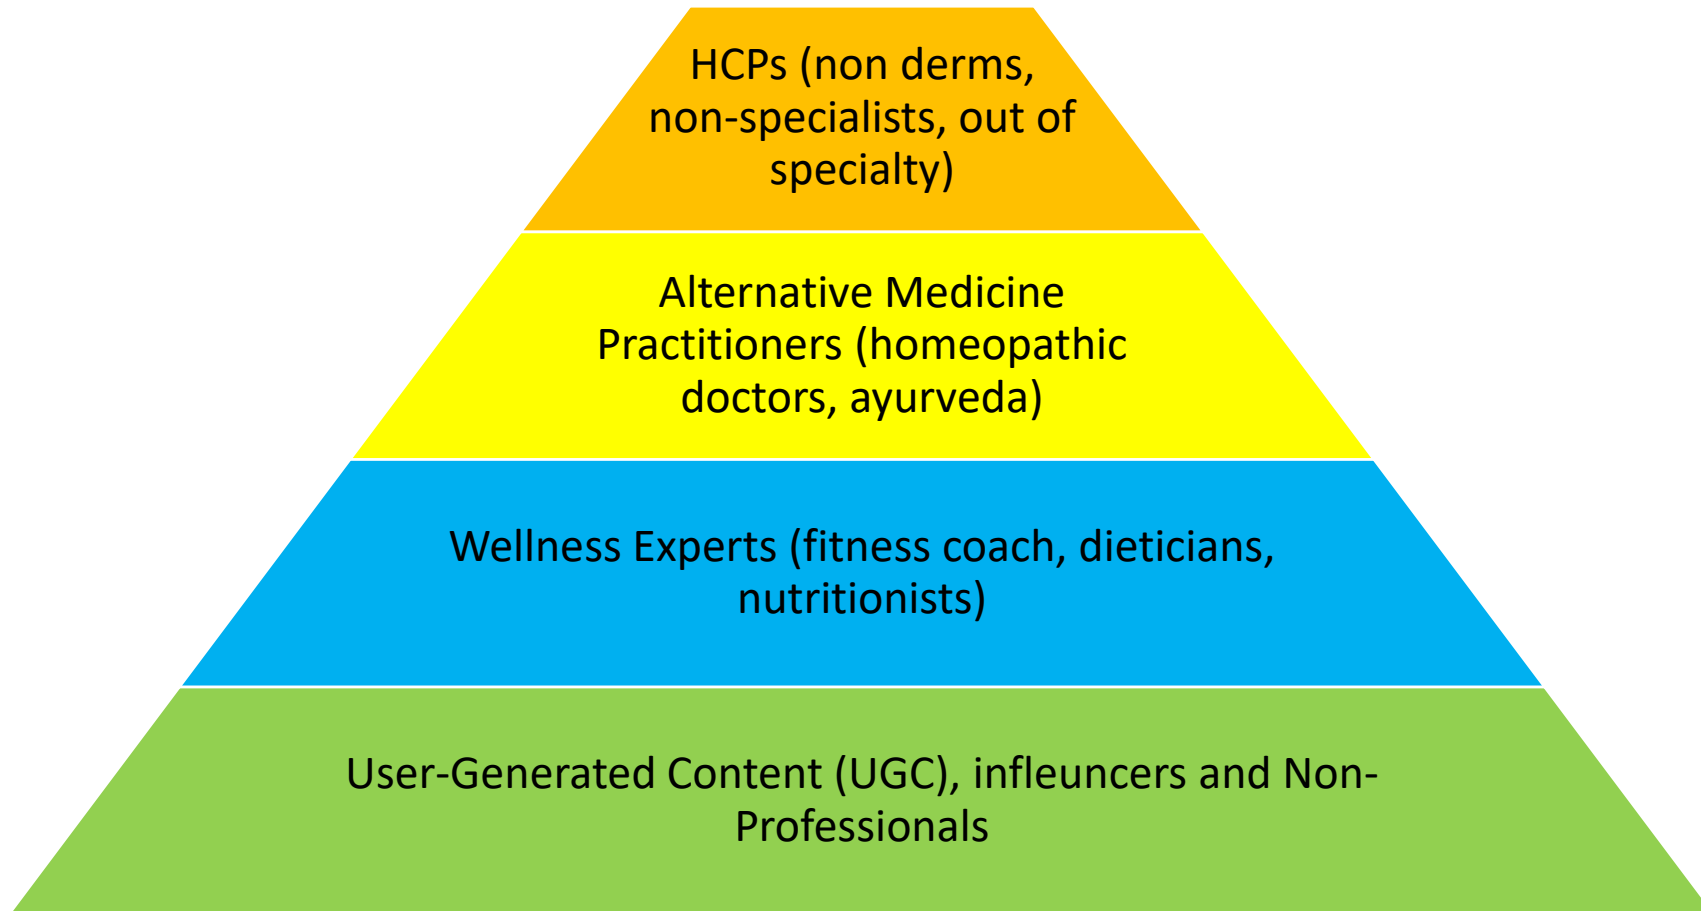 HCPs (non derms,
non-specialists, out of
specialty)
Alternative Medicine
Practitioners (homeopathic
doctors, ayurveda)
Wellness Experts (fitness coach, dieticians,
nutritionists)
User-Generated Content (UGC), infleuncers and Non-
Professionals